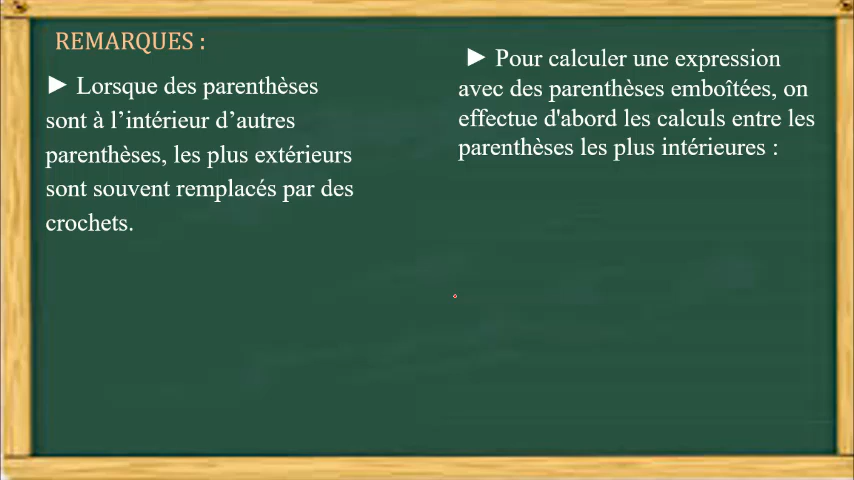 REMARQUES :
► Lorsque des parenthèses
sont à l’intérieur d’autres
parenthèses, les plus extérieurs
sont souvent remplacés par des
crochets.
► Pour calculer une expression
avec des parenthèses emboîtées, on
effectue d'abord les calculs entre les
parenthèses les plus intérieures :